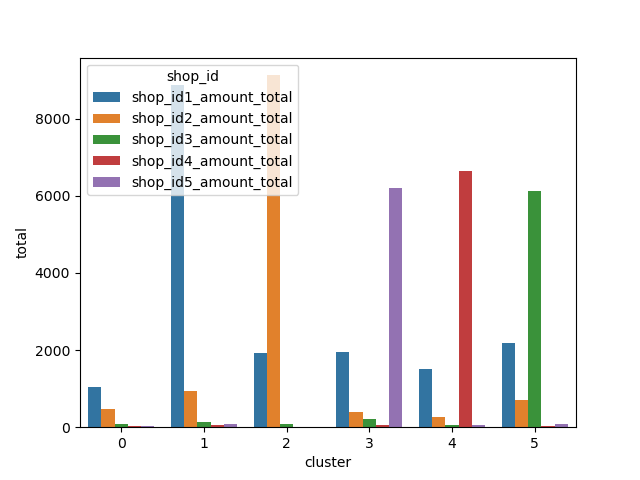 shop_id
shop_id1_amount_total
shop_id2_amount_total
shop_id3_amount_total
shop_id4_amount_total
shop_id5_amount_total
8000
6000
4000
2000
0
total
0 1 2 3 4 5
cluster